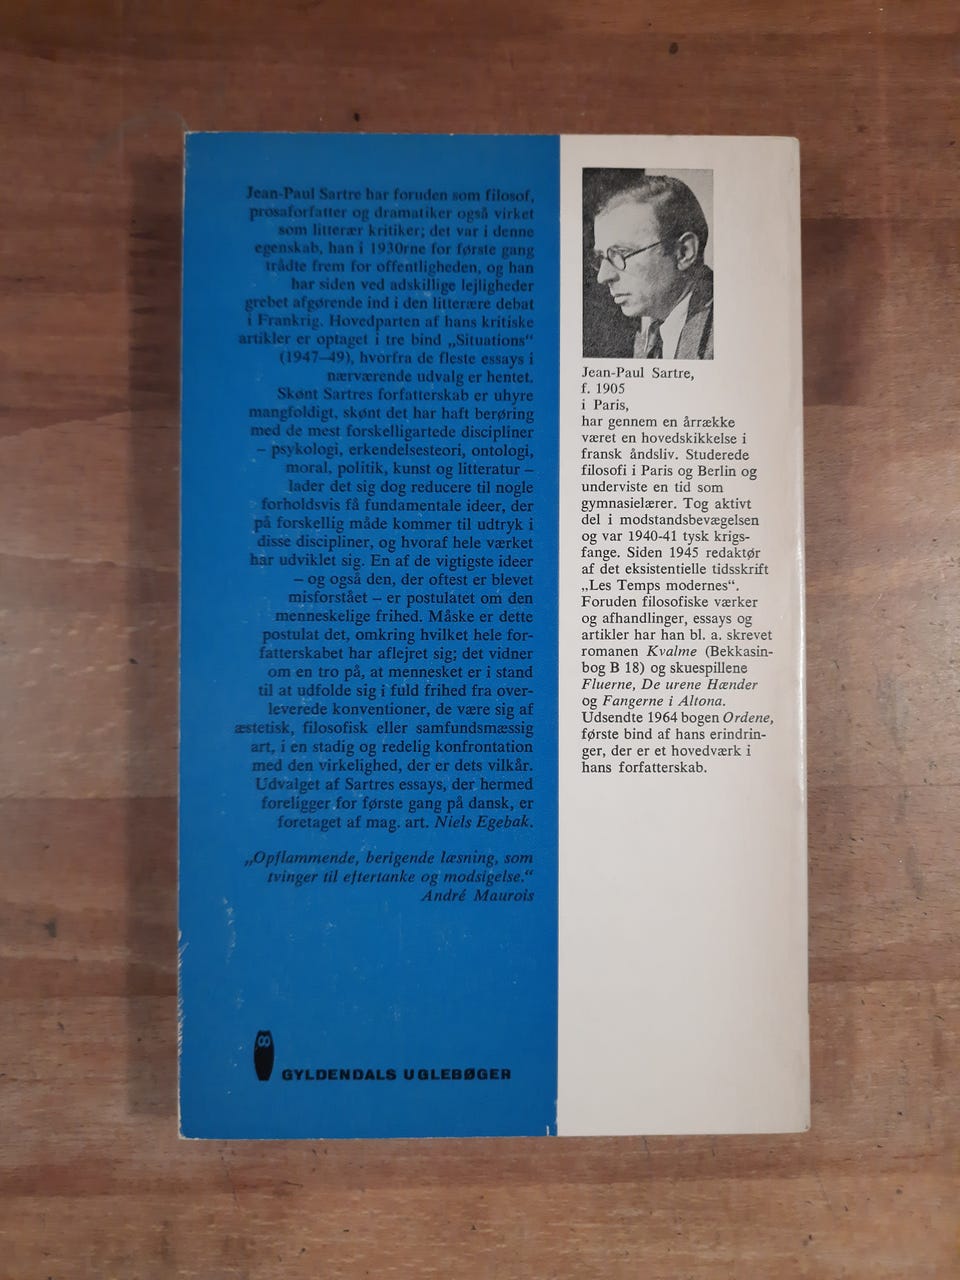 Jean-Paul Sartre har foruden som filosof,
prosaforfatter og dramatiker også virket
som litterær kritiker; det var i denne
egenskab, han i 1930rne for første gang
trådte frem for offentligheden, og han
har siden ved adskillige lejligheder
grebet afgørende ind i den litterære debat
i Frankrig. Hovedparten af hans kritiske
artikler er optaget i tre bind „Situations“
(1947–49), hvorfra de fleste essays i
nærværende udvalg er hentet.
Skønt Sartres forfatterskab er uhyre
mangfoldigt, skønt det har haft berøring
med de mest forskelligartede discipliner
– psykologi, erkendelsesteori, ontologi,
moral, politik, kunst og litteratur –
lader det sig dog reducere til nogle
forholdsvis få fundamentale ideer, der
på forskellig måde kommer til udtryk i
disse discipliner, og hvoraf hele værket
har udviklet sig. En af de vigtigste ideer
– og også den, der oftest er blevet
misforstået – er postulatet om den
menneskelige frihed. Måske er dette
postulat det, omkring hvilket hele for-
fatterskabet har aflejret sig; det vidner
om en tro på, at mennesket er i stand
til at udfolde sig i fuld frihed fra over-
leverede konventioner, de være sig af
æstetisk, filosofisk eller samfundsmæssig
art, i en stadig og redelig konfrontation
med den virkelighed, der er dets vilkår.
Udvalget af Sartres essays, der hermed
foreligger for første gang på dansk, er
foretaget af mag. art. Niels Egebak.
„Opflammende, berigende læsning, som
tvinger til eftertanke og modsigelse.“
André Maurois
GYLDENDALS UGLEBØGER
Jean-Paul Sartre,
f. 1905
i Paris,
har gennem en årrække
været en hovedskikkelse i
fransk åndsliv. Studerede
filosofi i Paris og Berlin og
underviste en tid som
gymnasielærer. Tog aktivt
del i modstandsbevægelsen
og var 1940-41 tysk krigs-
fange. Siden 1945 redaktør
af det eksistentielle tidsskrift
„Les Temps modernes“.
Foruden filosofiske værker
og afhandlinger, essays og
artikler har han bl. a. skrevet
romanen Kvalme (Bekkasin-
bog B 18) og skuespillene
Fluerne, De urene Hænder
og Fangerne i Altona.
Udsendte 1964 bogen Ordene,
første bind af hans erindrin-
ger, der er et hovedværk i
hans forfatterskab.